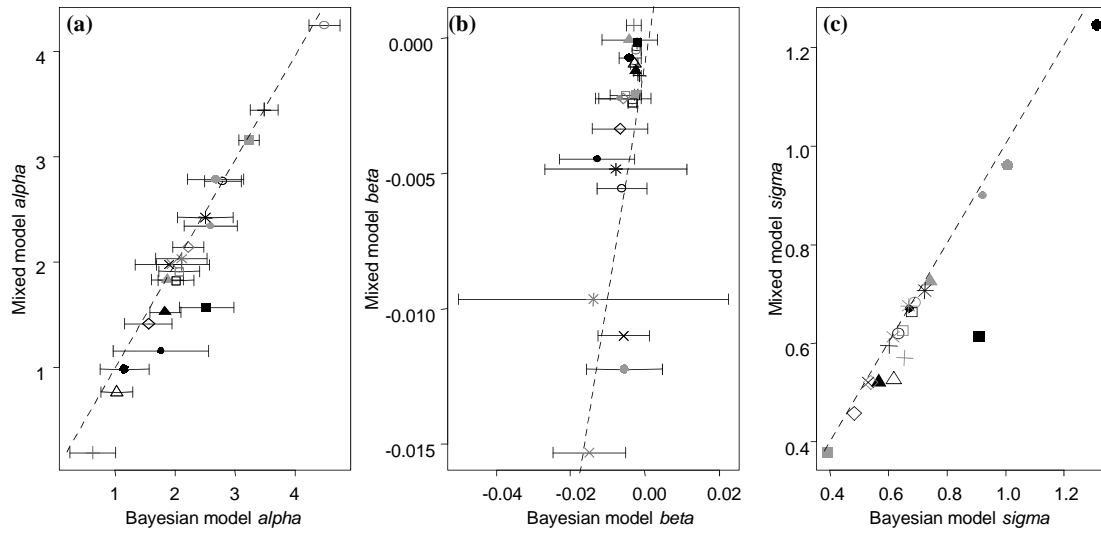 (a)
4
3
2
1
Mixed model alpha
1 2 3 4
Bayesian model alpha
(b)
0.000
-0.005
-0.010
-0.015
Mixed model beta
-0.04 -0.02 0.00 0.02
Bayesian model beta
(c)
1.2
1.0
0.8
0.6
0.4
Mixed model sigma
0.4 0.6 0.8 1.0 1.2
Bayesian model sigma